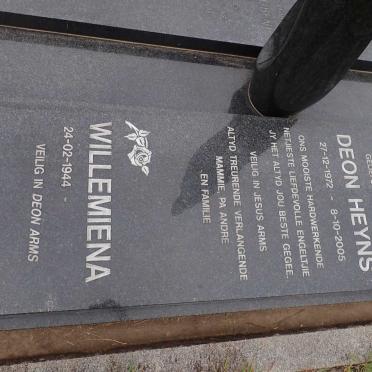 DEON HEYNS
27-12-1972 - 8-10-2005
ONS MOOISTE HARDWERKENDE
NETJIESTE LIEFDEVOLLE ENGELTJIE
JY HET ALTYD JOU BESTE GEGEE.
VEILIG IN JESUS ARMS
ALTYD TREURENDE VERLANGENDE
MAMMIE, PA, ANDRE
EN FAMILIE
WILLEMIENA
24-02-1944 -
VEILIG IN DEON ARMS